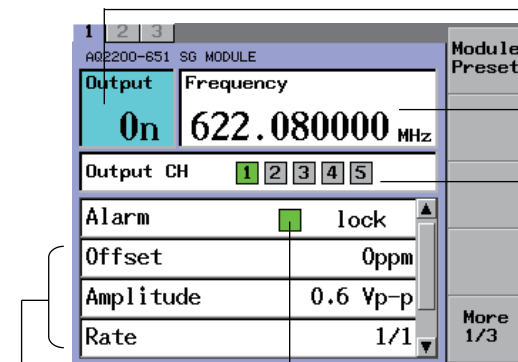 1 2 3
AQ2200-651 SG MODULE
Module
Preset
Output Frequency
On 622.080000 MHz
Output CH 1 2 3 4 5
Alarm lock
Offset 0ppm
Amplitude 0.6 Vp-p
Rate 1/1
More
1/3